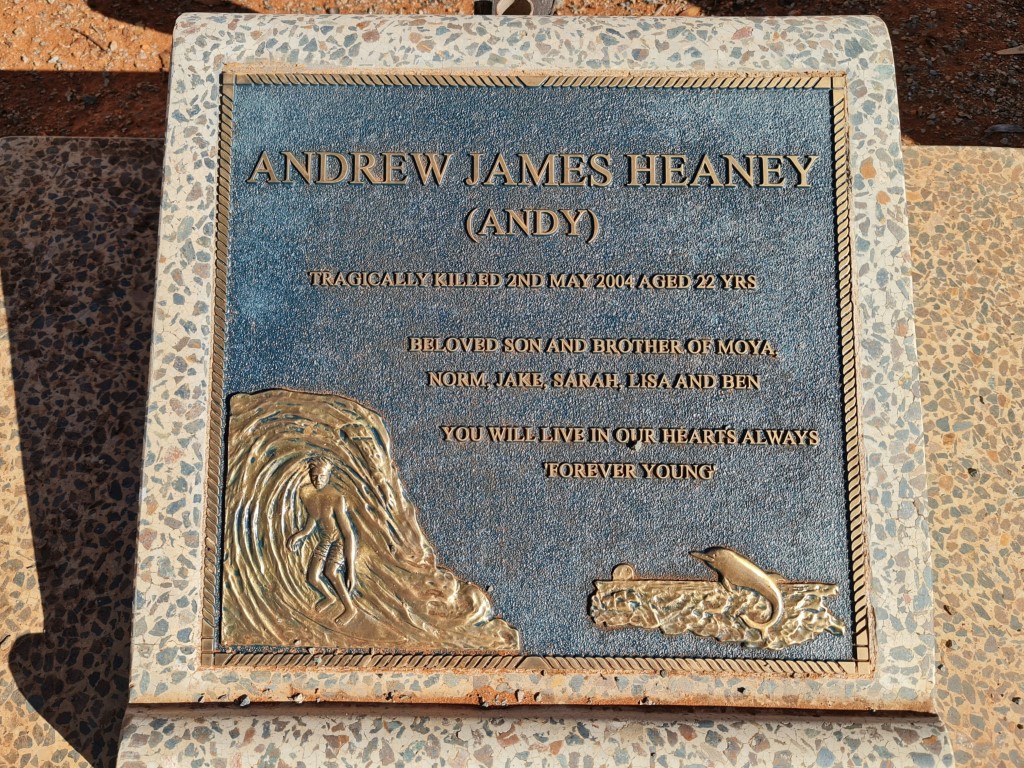 ANDREW JAMES HEANEY
(ANDY)
TRAGICALLY KILLED 2ND MAY 2004 AGED 22 YRS
BELOVED SON AND BROTHER OF MOYA,
NORM, JAKE, SARAH, LISA AND BEN
YOU WILL LIVE IN OUR HEARTS ALWAYS
'FOREVER YOUNG'